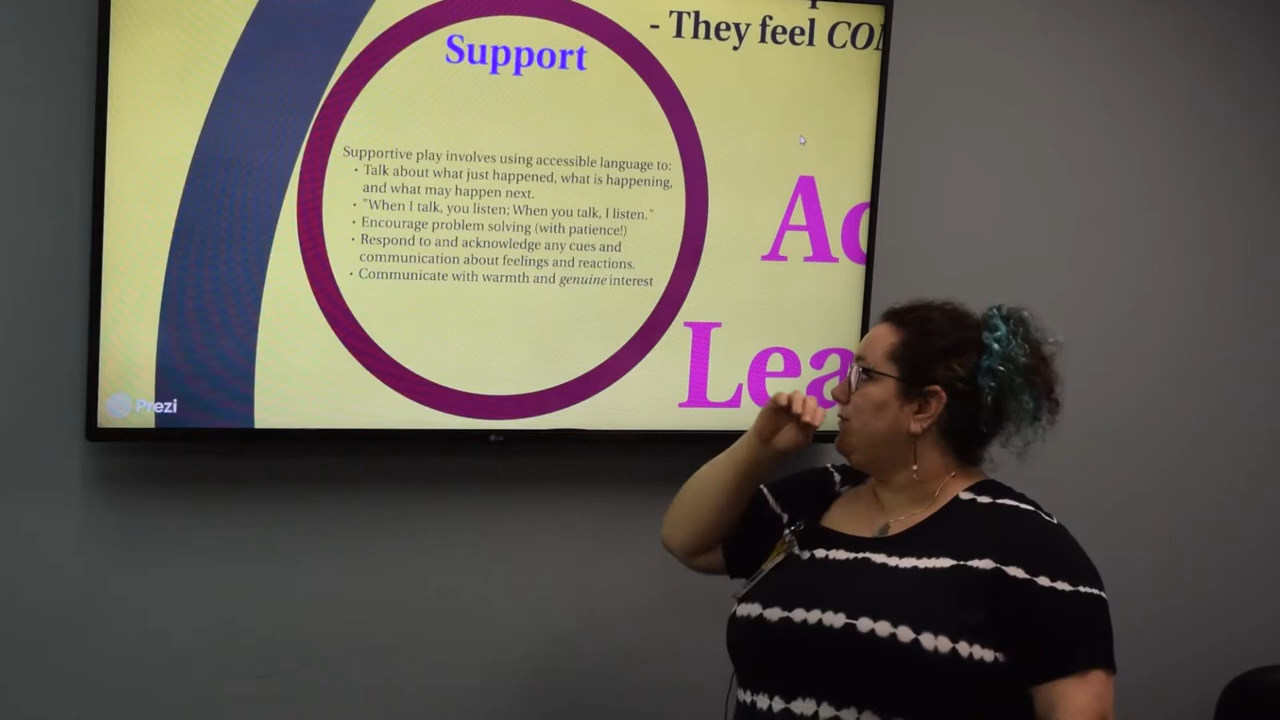 Support
- They feel
Supportive play involves using accessible language to:
• Talk about what just happened, what is happening,
and what may happen next.
• "When I talk, you listen; When you talk, I listen."
• Encourage problem solving (with patience!)
• Respond to and acknowledge any cues and
communication about feelings and reactions.
• Communicate with warmth and genuine interest
Prezi
LG